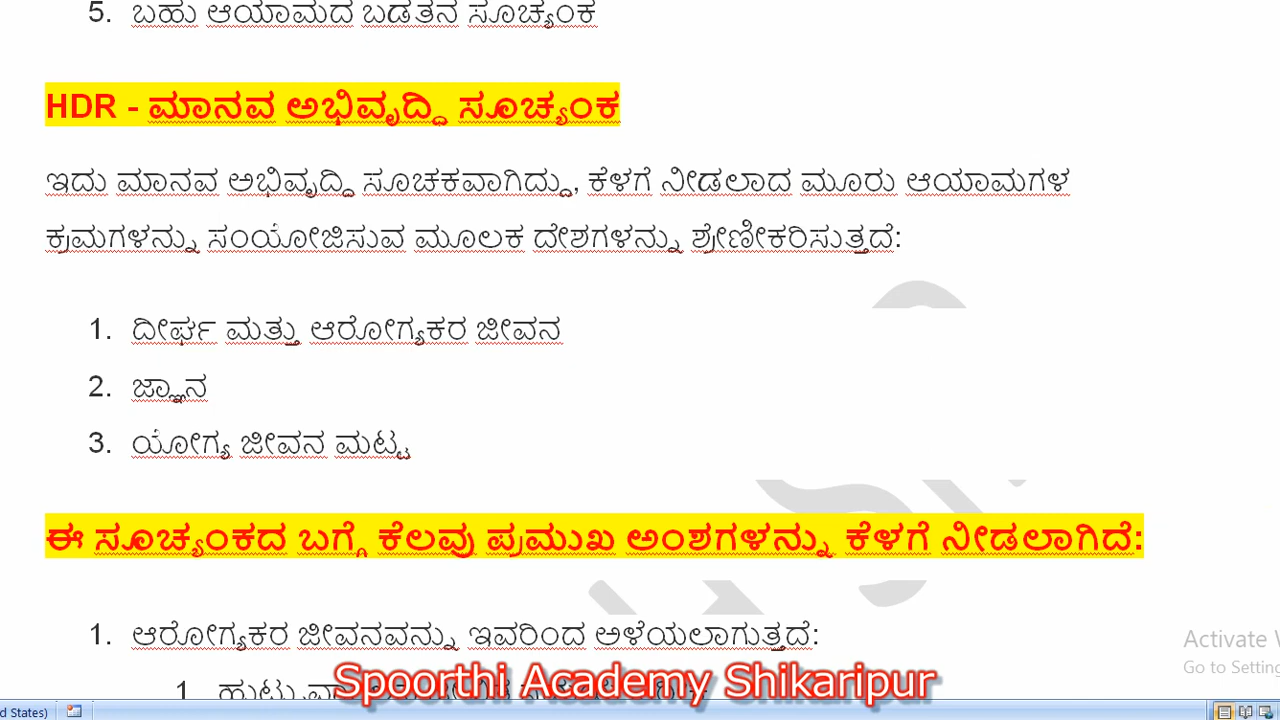 5. ಬಹು ಆಯಾಮದ ಬಡತನ ಸೂಚ್ಯಂಕ
HDR - ಮಾನವ ಅಭಿವೃದ್ಧಿ ಸೂಚ್ಯಂಕ
ಇದು ಮಾನವ ಅಭಿವೃದ್ಧಿ ಸೂಚಕವಾಗಿದ್ದು, ಕೆಳಗೆ ನೀಡಲಾದ ಮೂರು ಆಯಾಮಗಳ
ಕ್ರಮಗಳನ್ನು ಸಂಯೋಜಿಸುವ ಮೂಲಕ ದೇಶಗಳನ್ನು ಶ್ರೇಣೀಕರಿಸುತ್ತದೆ:
1. ದೀರ್ಘ ಮತ್ತು ಆರೋಗ್ಯಕರ ಜೀವನ
2. ಜ್ಞಾನ
3. ಯೋಗ್ಯ ಜೀವನ ಮಟ್ಟ
ಈ ಸೂಚ್ಯಂಕದ ಬಗ್ಗೆ ಕೆಲವು ಪ್ರಮುಖ ಅಂಶಗಳನ್ನು ಕೆಳಗೆ ನೀಡಲಾಗಿದೆ:
1. ಆರೋಗ್ಯಕರ ಜೀವನವನ್ನು ಇವರಿಂದ ಅಳೆಯಲಾಗುತ್ತದೆ:
Activate
Go to
1.
Spoorthi Academy Shikaripur
States)